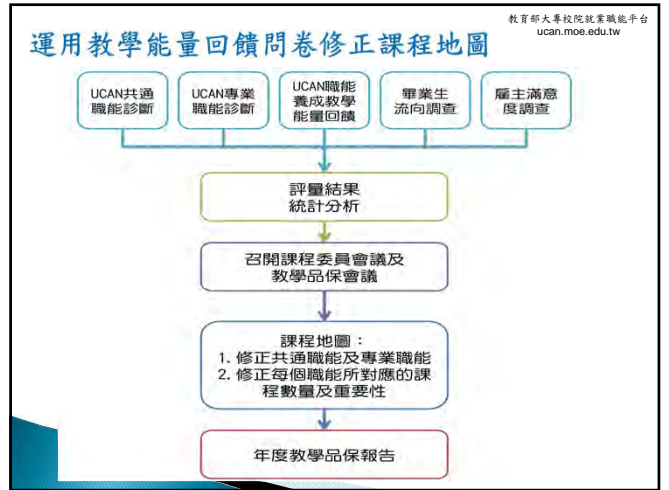 教育部大專校院就業職能平台
ucan.moe.edu.tw
運用教學能量回饋問卷修正課程地圖
UCAN共通
職能診斷
UCAN專業
職能診斷
UCAN職能
養成教學
能量回饋
畢業生
流向調查
雇主滿意
度調查
評量結果
統計分析
召開課程委員會議及
教學品保會議
課程地圖：
1. 修正共通職能及專業職能
2. 修正每個職能所對應的課
程數量及重要性
年度教學品保報告